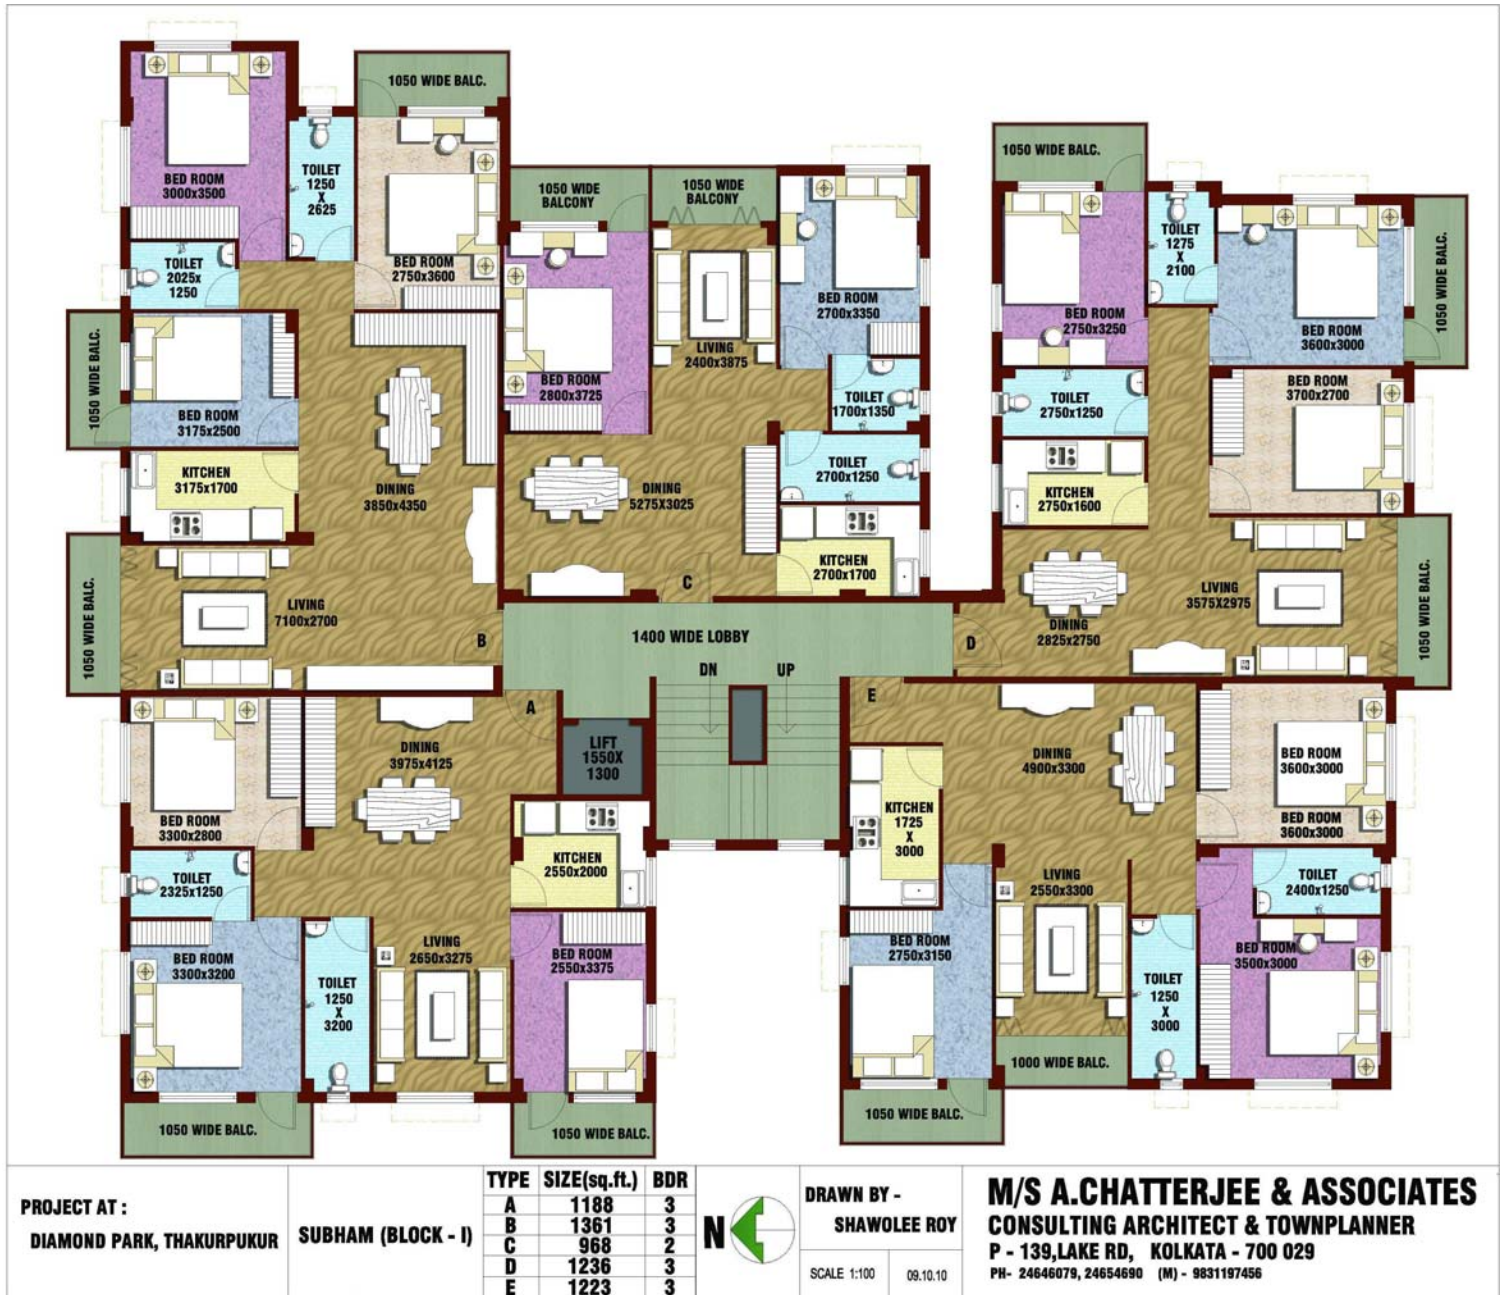 1050 WIDE BALC.
BED ROOM
3000x3500
TOILET
1250
X
2625
BED ROOM
2750x3600
TOILET
2025x
1250
1050 WIDE BALC.
BED ROOM
3175x2500
KITCHEN
3175x1700
DINING
3850x4350
1050 WIDE BALC.
LIVING
7100x2700
B
1050 WIDE
BALCONY
1050 WIDE
BALCONY
BED ROOM
2800x3725
LIVING
2400x3875
BED ROOM
2700x3350
TOILET
1700x1350
TOILET
2700x1250
DINING
5275X3025
KITCHEN
2700x1700
C
1050 WIDE BALC.
BED ROOM
2750x3250
TOILET
1275
X
2100
BED ROOM
3600x3000
1050 WIDE BALC.
TOILET
2750x1250
BED ROOM
3700x2700
KITCHEN
2750x1600
LIVING
3575X2975
DINING
2825x2750
1050 WIDE BALC.
D
1400 WIDE LOBBY
DN
UP
LIFT
1550X
1300
A
DINING
3975x4125
BED ROOM
3300x2800
TOILET
2325x1250
KITCHEN
2550x2000
BED ROOM
3300x3200
TOILET
1250
X
3200
LIVING
2650x3275
BED ROOM
2550x3375
1050 WIDE BALC.
1050 WIDE BALC.
E
DINING
4900x3300
KITCHEN
1725
X
3000
BED ROOM
3600x3000
BED ROOM
3600x3000
LIVING
2550x3300
TOILET
2400x1250
BED ROOM
2750x3150
BED ROOM
3500x3000
TOILET
1250
X
3000
1000 WIDE BALC.
1050 WIDE BALC.
PROJECT AT :
DIAMOND PARK, THAKURPUKUR
SUBHAM (BLOCK - I)
TYPE SIZE(sq.ft.) BDR
A 1188 3
B 1361 3
C 968 2
D 1236 3
E 1223 3
N
DRAWN BY -
SHAWOLEE ROY
SCALE 1:100 09.10.10
M/S A.CHATTERJEE & ASSOCIATES
CONSULTING ARCHITECT & TOWNPLANNER
P - 139,LAKE RD, KOLKATA - 700 029
PH- 24646079, 24654690 (M) - 9831197456